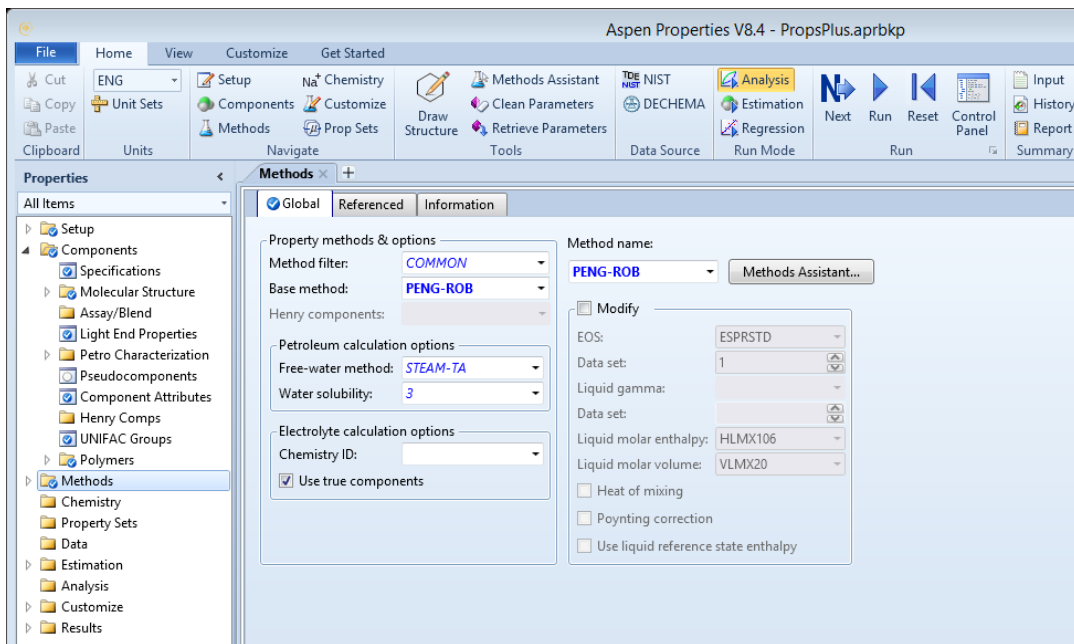 Aspen Properties V8.4 - PropsPlus.aprbkp
File Home View Customize Get Started
Cut ENG Setup Na+ Chemistry Methods Assistant TDE NIST NIST Analysis Input
Copy Unit Sets Components Customize Draw Structure Clean Parameters DECHEMA Estimation Next Run Reset Control Panel History
Paste Methods Prop Sets Retrieve Parameters Regression Report
Clipboard Units Navigate Tools Data Source Run Mode Run Summary
Properties <
All Items
Setup
Components
Specifications
Molecular Structure
Assay/Blend
Light End Properties
Petro Characterization
Pseudocomponents
Component Attributes
Henry Comps
UNIFAC Groups
Polymers
Methods
Chemistry
Property Sets
Data
Estimation
Analysis
Customize
Results
Methods × +
Global Referenced Information
Property methods & options
Method filter: COMMON
Base method: PENG-ROB
Henry components:
Petroleum calculation options
Free-water method: STEAM-TA
Water solubility: 3
Electrolyte calculation options
Chemistry ID:
Use true components
Method name:
PENG-ROB Methods Assistant...
Modify
EOS: ESPRSTD
Data set: 1
Liquid gamma:
Data set:
Liquid molar enthalpy: HLMX106
Liquid molar volume: VLMX20
Heat of mixing
Poynting correction
Use liquid reference state enthalpy